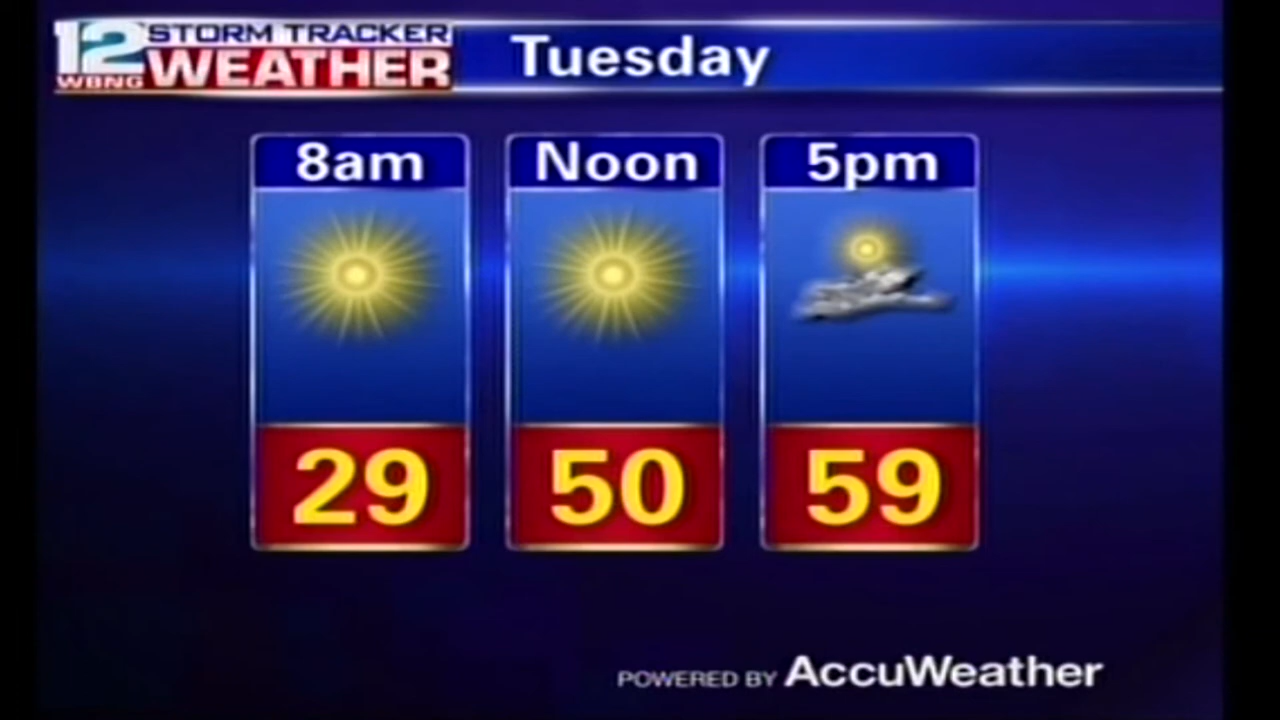 12 STORM TRACKER
WBNG WEATHER
Tuesday
8am
Noon
5pm
29
50
59
POWERED BY AccuWeather